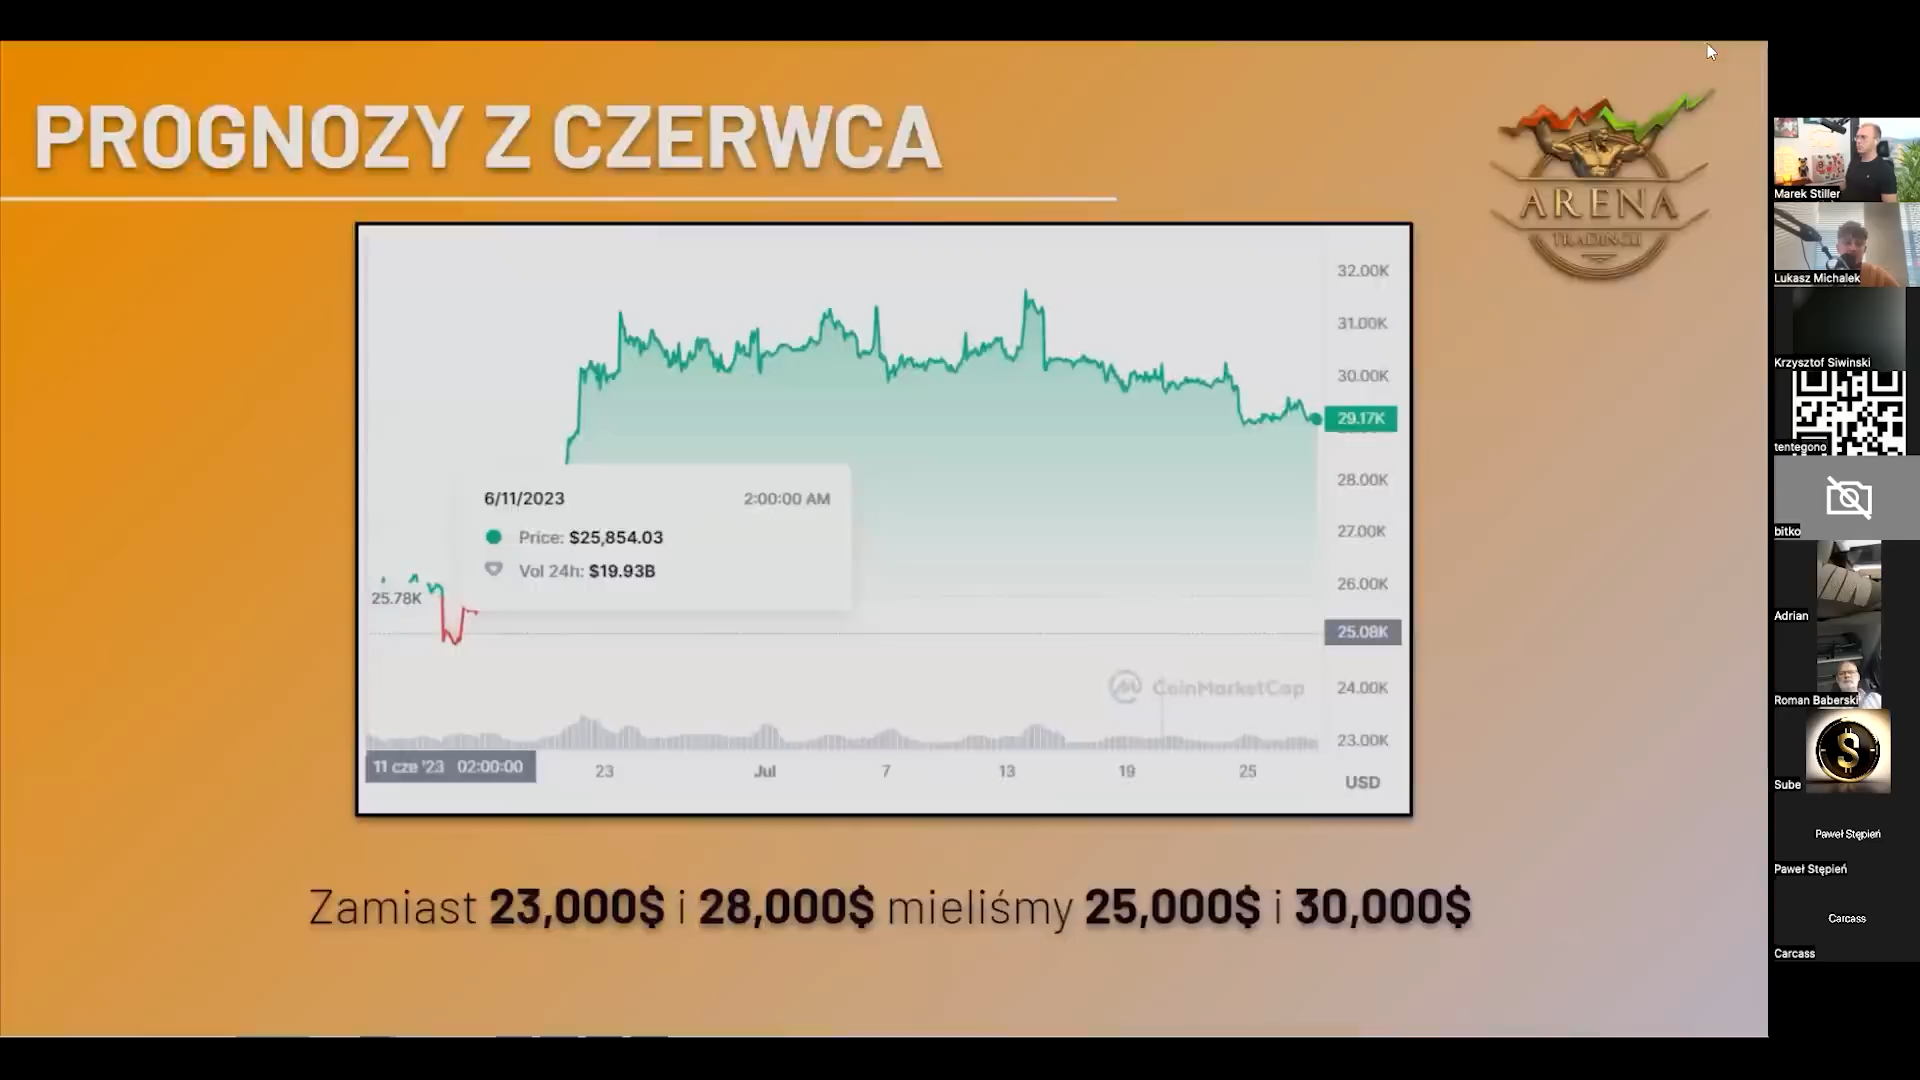 PROGNOZY Z CZERWCA
ARENA
TRADINGU
32.00K
31.00K
30.00K
29.17K
28.00K
27.00K
26.00K
25.08K
24.00K
23.00K
6/11/2023 2:00:00 AM
Price: $25,854.03
Vol 24h: $19.93B
25.78K
CoinMarketCap
11 cze '23 02:00:00 23 Jul 7 13 19 25 USD
Zamiast 23,000$ i 28,000$ mieliśmy 25,000$ i 30,000$
Marek Stiller
Lukasz Michalek
Krzysztof Siwinski
tentegono
bitko
Adrian
Roman Baberski
Sube
Paweł Stępień
Paweł Stępień
Carcass
Carcass